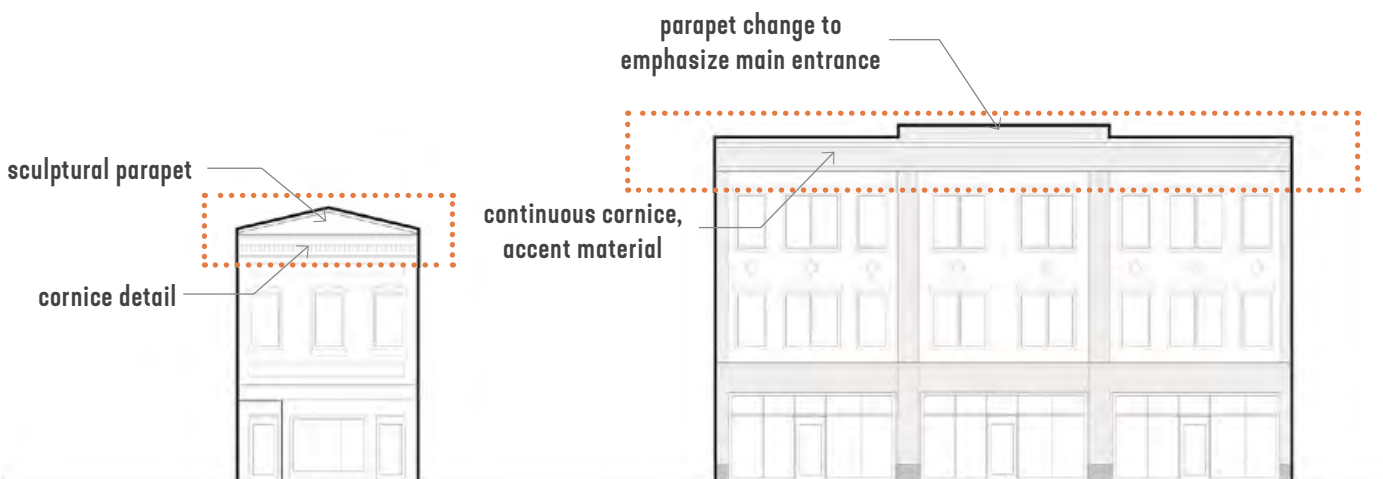 parapet change to
emphasize main entrance
sculptural parapet
continuous cornice,
accent material
cornice detail